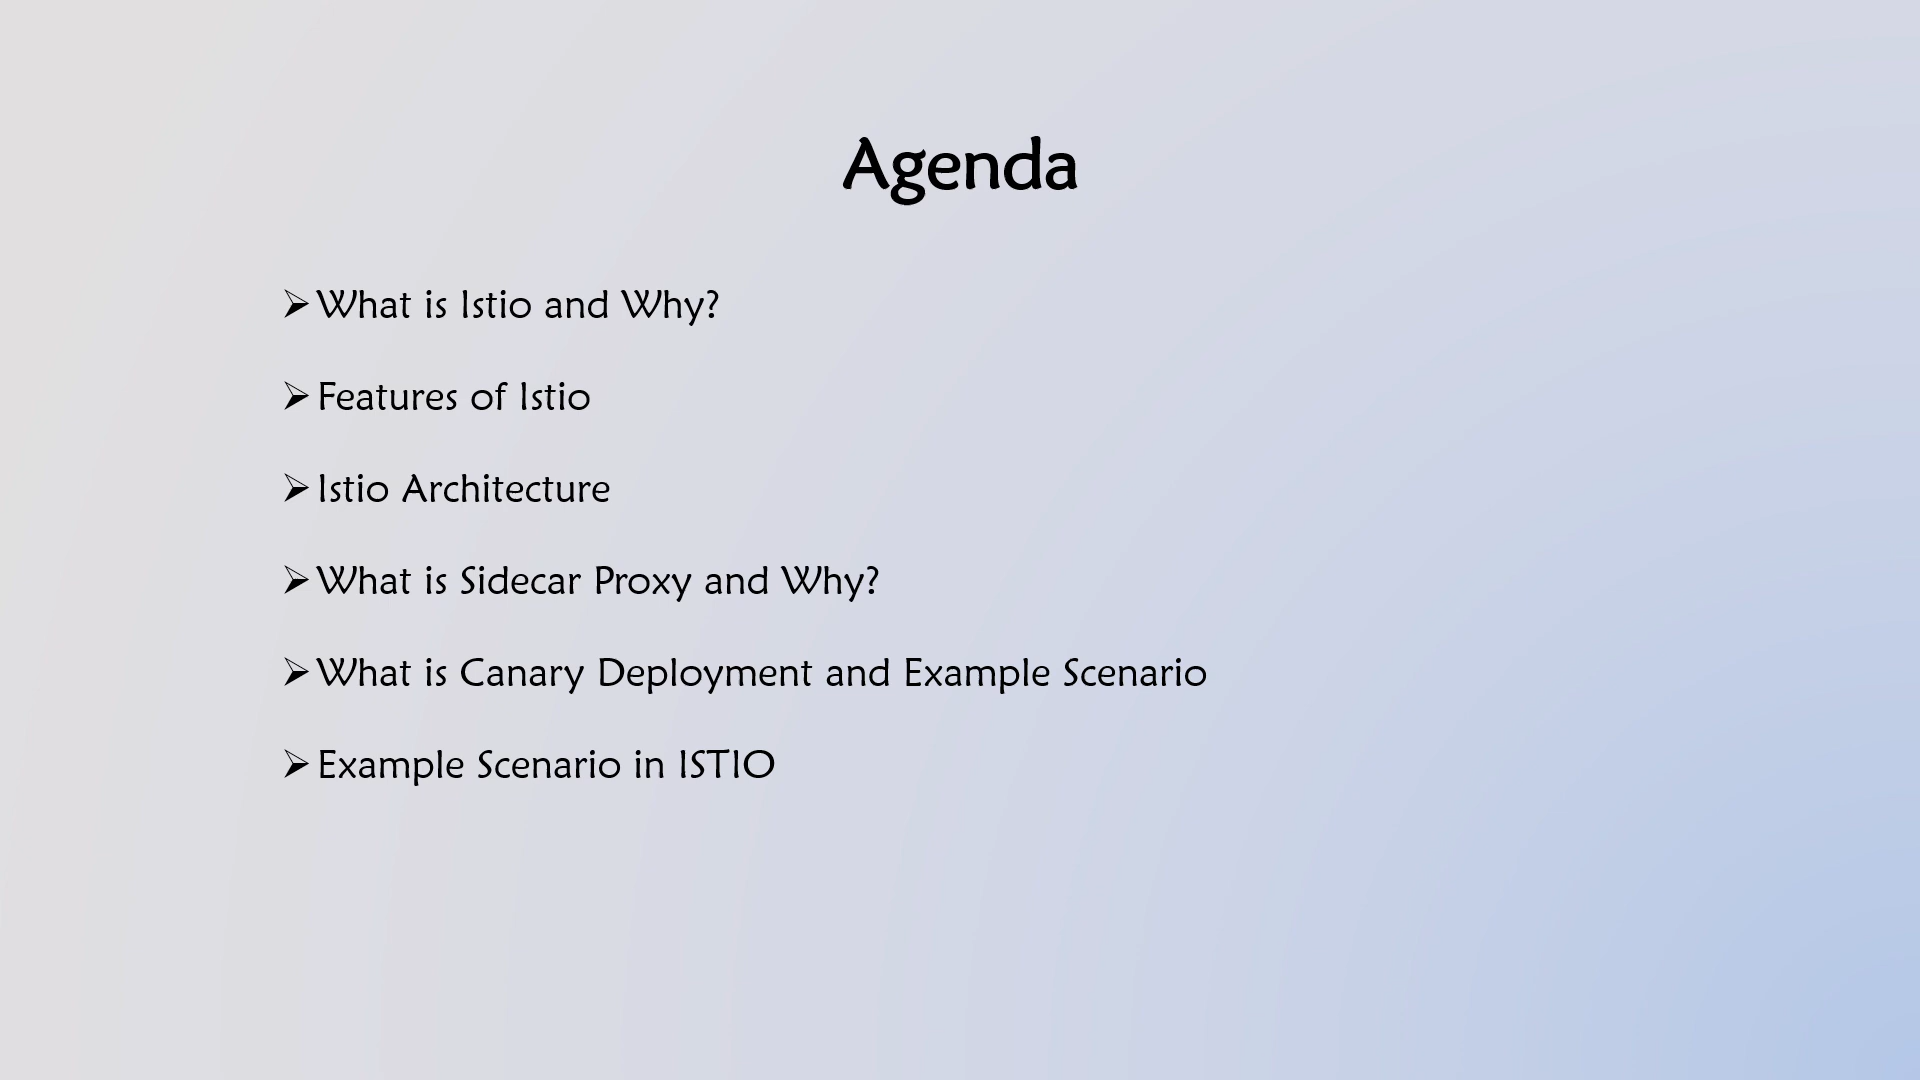 Agenda
➢What is Istio and Why?
➢Features of Istio
➢Istio Architecture
➢What is Sidecar Proxy and Why?
➢What is Canary Deployment and Example Scenario
➢Example Scenario in ISTIO